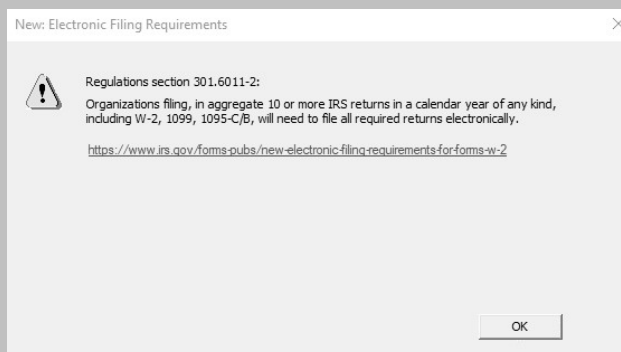 New: Electronic Filing Requirements
Regulations section 301.6011-2:
Organizations filing, in aggregate 10 or more IRS returns in a calendar year of any kind,
including W-2, 1099, 1095-C/B, will need to file all required returns electronically.
https://www.irs.gov/forms-pubs/new-electronic-filing-requirements-for-forms-w-2
OK